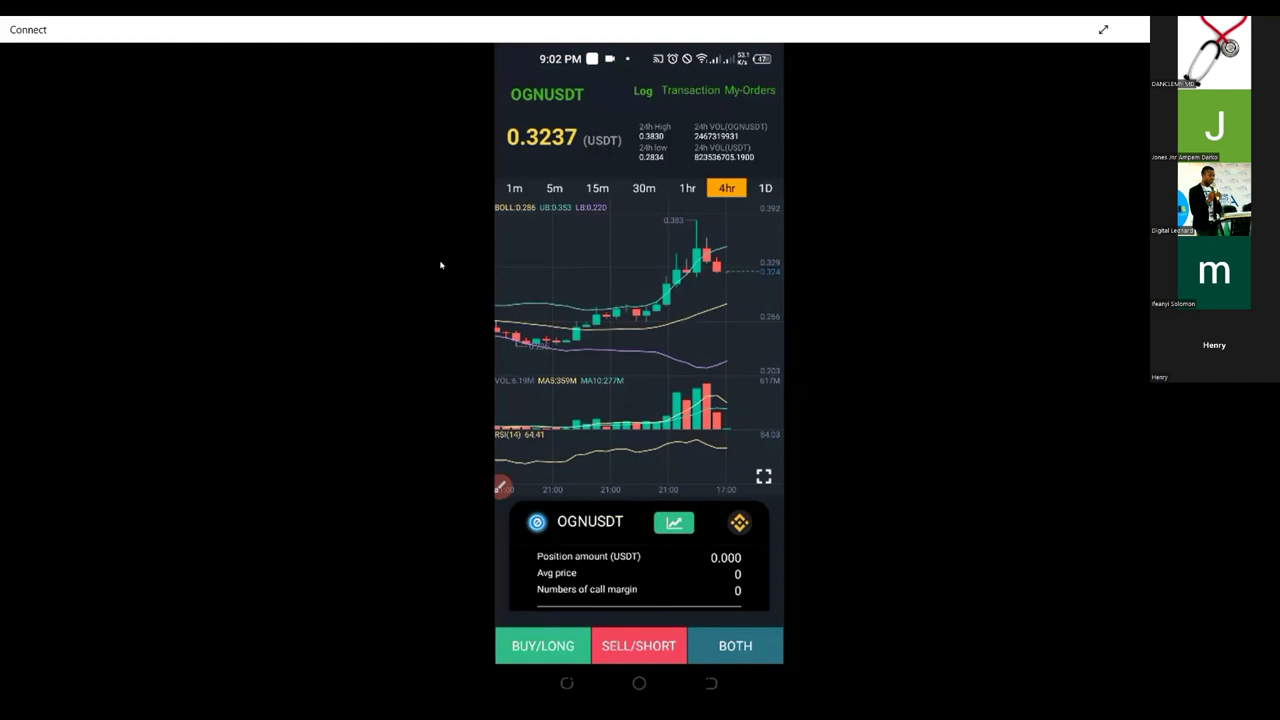 Connect
9:02 PM
53.1
K/s
47
OGNUSDT
Log Transaction My-Orders
0.3237 (USDT)
24h High
0.3830
24h low
0.2834
24h VOL(OGNUSDT)
2467319931
24h VOL(USDT)
823536705.1900
1m 5m 15m 30m 1hr 4hr 1D
BOLL:0.286 UB:0.353 LB:0.220
0.392
0.383
0.329
0.324
0.266
0.203
VOL:6.19M MA5:359M MA10:277M
617M
RSI(14) 64.41
84.03
21:00 21:00 21:00 17:00
OGNUSDT
Position amount (USDT) 0.000
Avg price 0
Numbers of call margin 0
BUY/LONG SELL/SHORT BOTH
DANCLEMY MD
J
Jones Jnr Ampem Darko
Digital Leonard
m
Ifeanyi Solomon
Henry
Henry